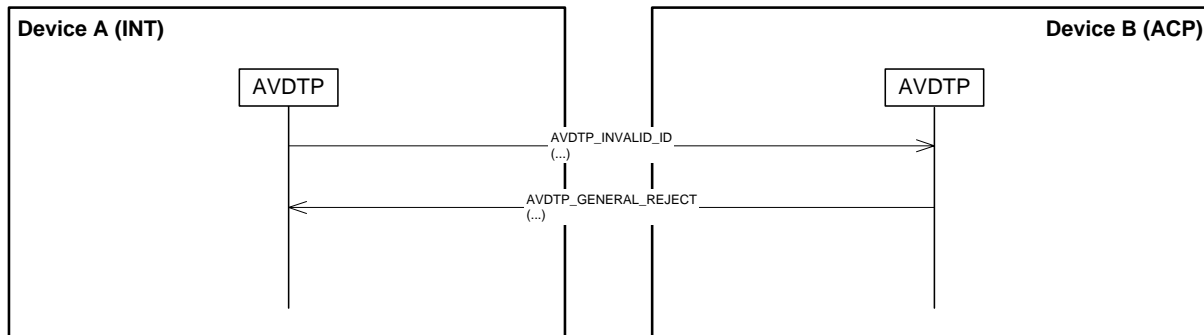 Device A (INT)
Device B (ACP)
AVDTP
AVDTP
AVDTP_INVALID_ID
(...)
AVDTP_GENERAL_REJECT
(...)